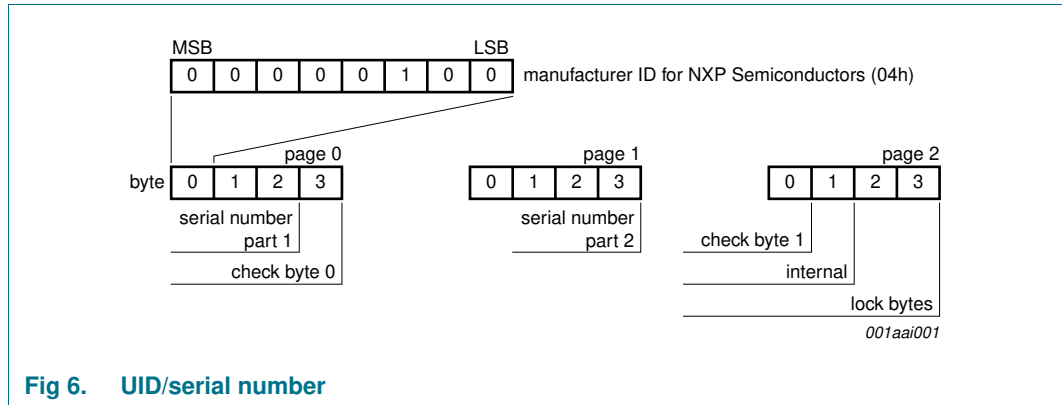 MSB LSB
0 0 0 0 0 1 0 0 manufacturer ID for NXP Semiconductors (04h)
page 0 page 1 page 2
byte 0 1 2 3 0 1 2 3 0 1 2 3
serial number serial number
part 1 part 2 check byte 1
check byte 0 internal
lock bytes
001aai001
Fig 6. UID/serial number